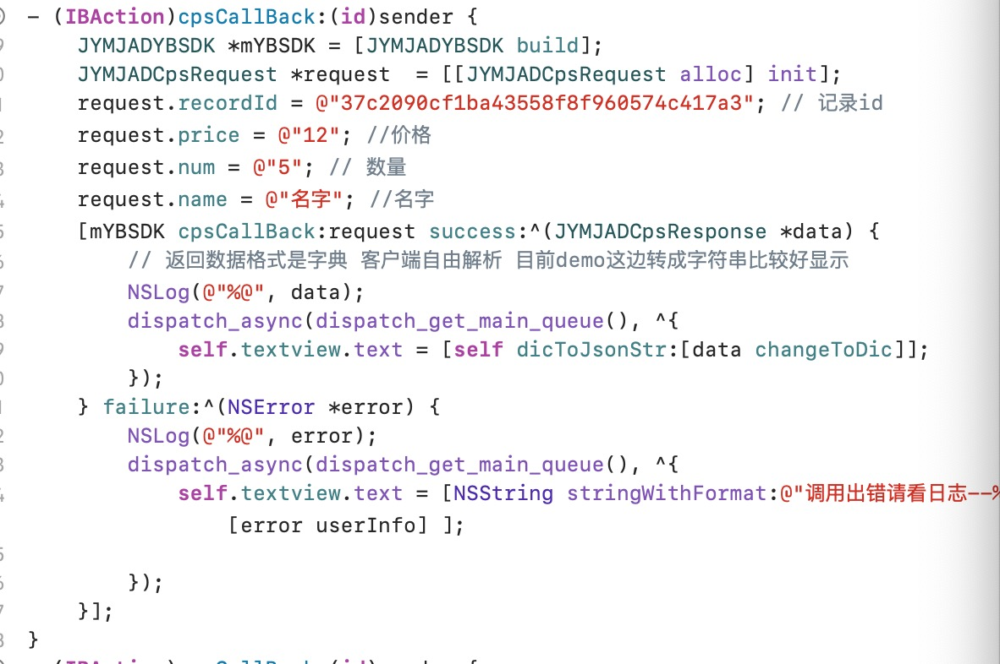 - (IBAction)cpsCallBack:(id)sender {
JYMJADYBSDK *mYBSDK = [JYMJADYBSDK build];
JYMJADCpsRequest *request  = [[JYMJADCpsRequest alloc] init];
request.recordId = @"37c2090cf1ba43558f8f960574c417a3"; // 记录id
request.price = @"12"; //价格
request.num = @"5"; // 数量
request.name = @"名字"; //名字
[mYBSDK cpsCallBack:request success:^(JYMJADCpsResponse *data) {
// 返回数据格式是字典 客户端自由解析 目前demo这边转成字符串比较好显示
NSLog(@"%@", data);
dispatch_async(dispatch_get_main_queue(), ^{
self.textview.text = [self dicToJsonStr:[data changeToDic]];
});
} failure:^(NSError *error) {
NSLog(@"%@", error);
dispatch_async(dispatch_get_main_queue(), ^{
self.textview.text = [NSString stringWithFormat:@"调用出错请看日志--%
[error userInfo] ];
});
}];
}